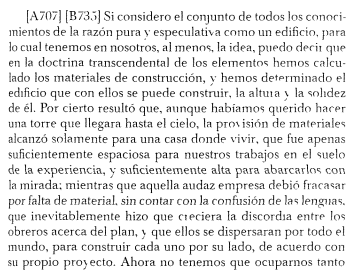 [A707] [B735] Si considero el conjunto de todos los conoci-
mientos de la razón pura y especulativa como un edificio, para
lo cual tenemos en nosotros, al menos, la idea, puedo decir que
en la doctrina transcendental de los elementos hemos calcu-
lado los materiales de construcción, y hemos determinado el
edificio que con ellos se puede construir, la altura y la solidez
de él. Por cierto resultó que, aunque habíamos querido hacer
una torre que llegara hasta el cielo, la provisión de materiales
alcanzó solamente para una casa donde vivir, que fue apenas
suficientemente espaciosa para nuestros trabajos en el suelo
de la experiencia, y suficientemente alta para abarcarlos con
la mirada; mientras que aquella audaz empresa debió fracasar
por falta de material, sin contar con la confusión de las lenguas,
que inevitablemente hizo que creciera la discordia entre los
obreros acerca del plan, y que ellos se dispersaran por todo el
mundo, para construir cada uno por su lado, de acuerdo con
su propio proyecto. Ahora no tenemos que ocuparnos tanto